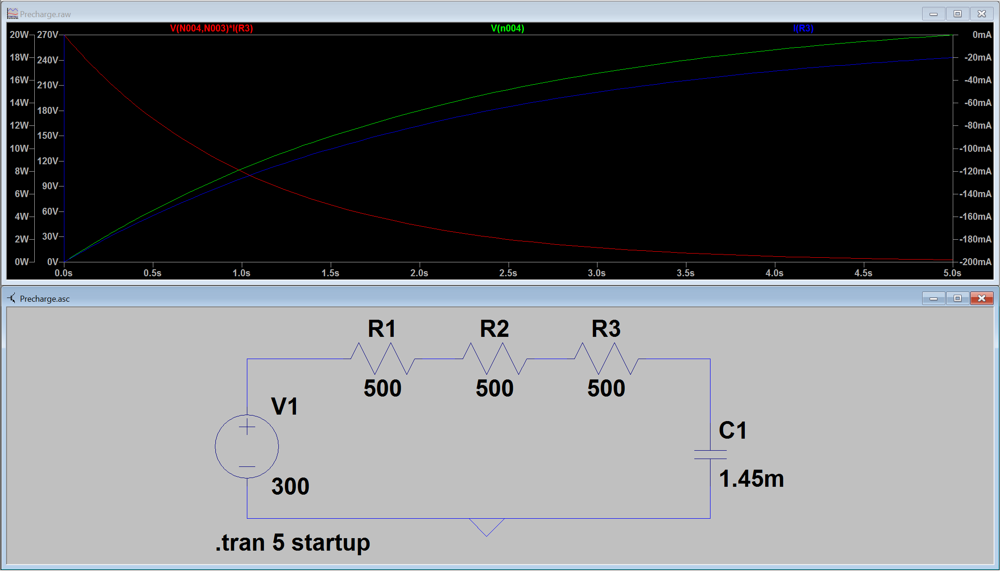 Precharge.raw
V(N004,N003)*I(R3) V(n004) I(R3)
20W 270V 0mA
18W 240V -20mA
16W 210V -40mA
14W 180V -60mA
12W 150V -80mA
10W 120V -100mA
8W 90V -120mA
6W 60V -140mA
4W 30V -160mA
2W 0V -180mA
0W -200mA
0.0s 0.5s 1.0s 1.5s 2.0s 2.5s 3.0s 3.5s 4.0s 4.5s 5.0s
Precharge.asc
R1 R2 R3
500 500 500
V1
300
C1
1.45m
.tran 5 startup